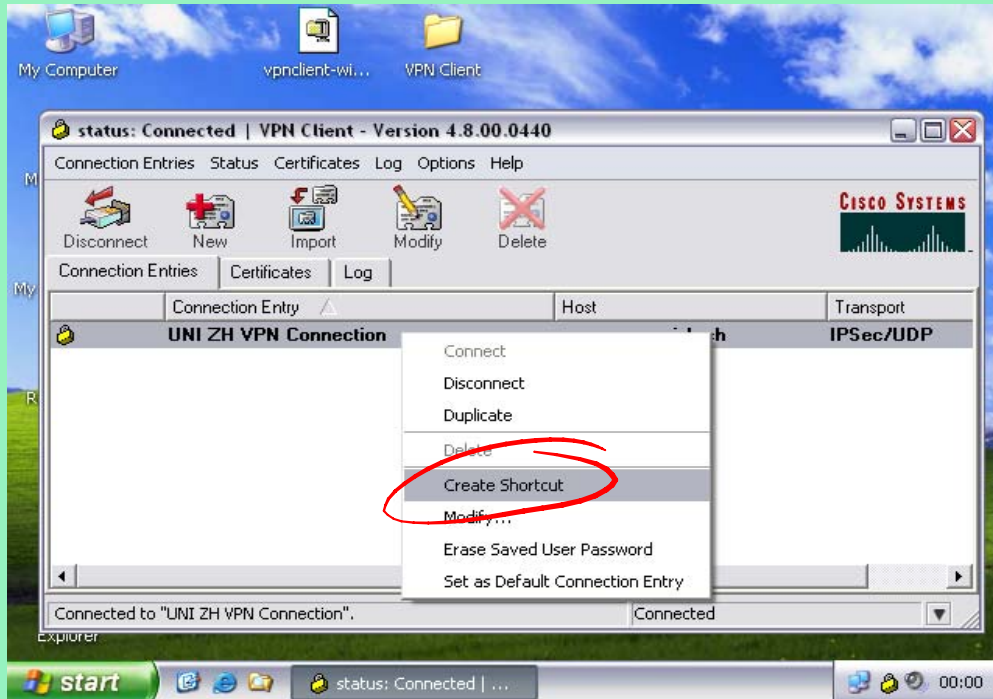 My Computer
vpnclient-wi...
VPN Client
status: Connected | VPN Client - Version 4.8.00.0440
Connection Entries Status Certificates Log Options Help
Disconnect New Import Modify Delete
CISCO SYSTEMS
Connection Entries Certificates Log
Connection Entry Host Transport
UNI ZH VPN Connection IPSec/UDP
Connect
Disconnect
Duplicate
Delete
Create Shortcut
Modify...
Erase Saved User Password
Set as Default Connection Entry
Connected to "UNI ZH VPN Connection". Connected
Explorer
start status: Connected | ... 00:00